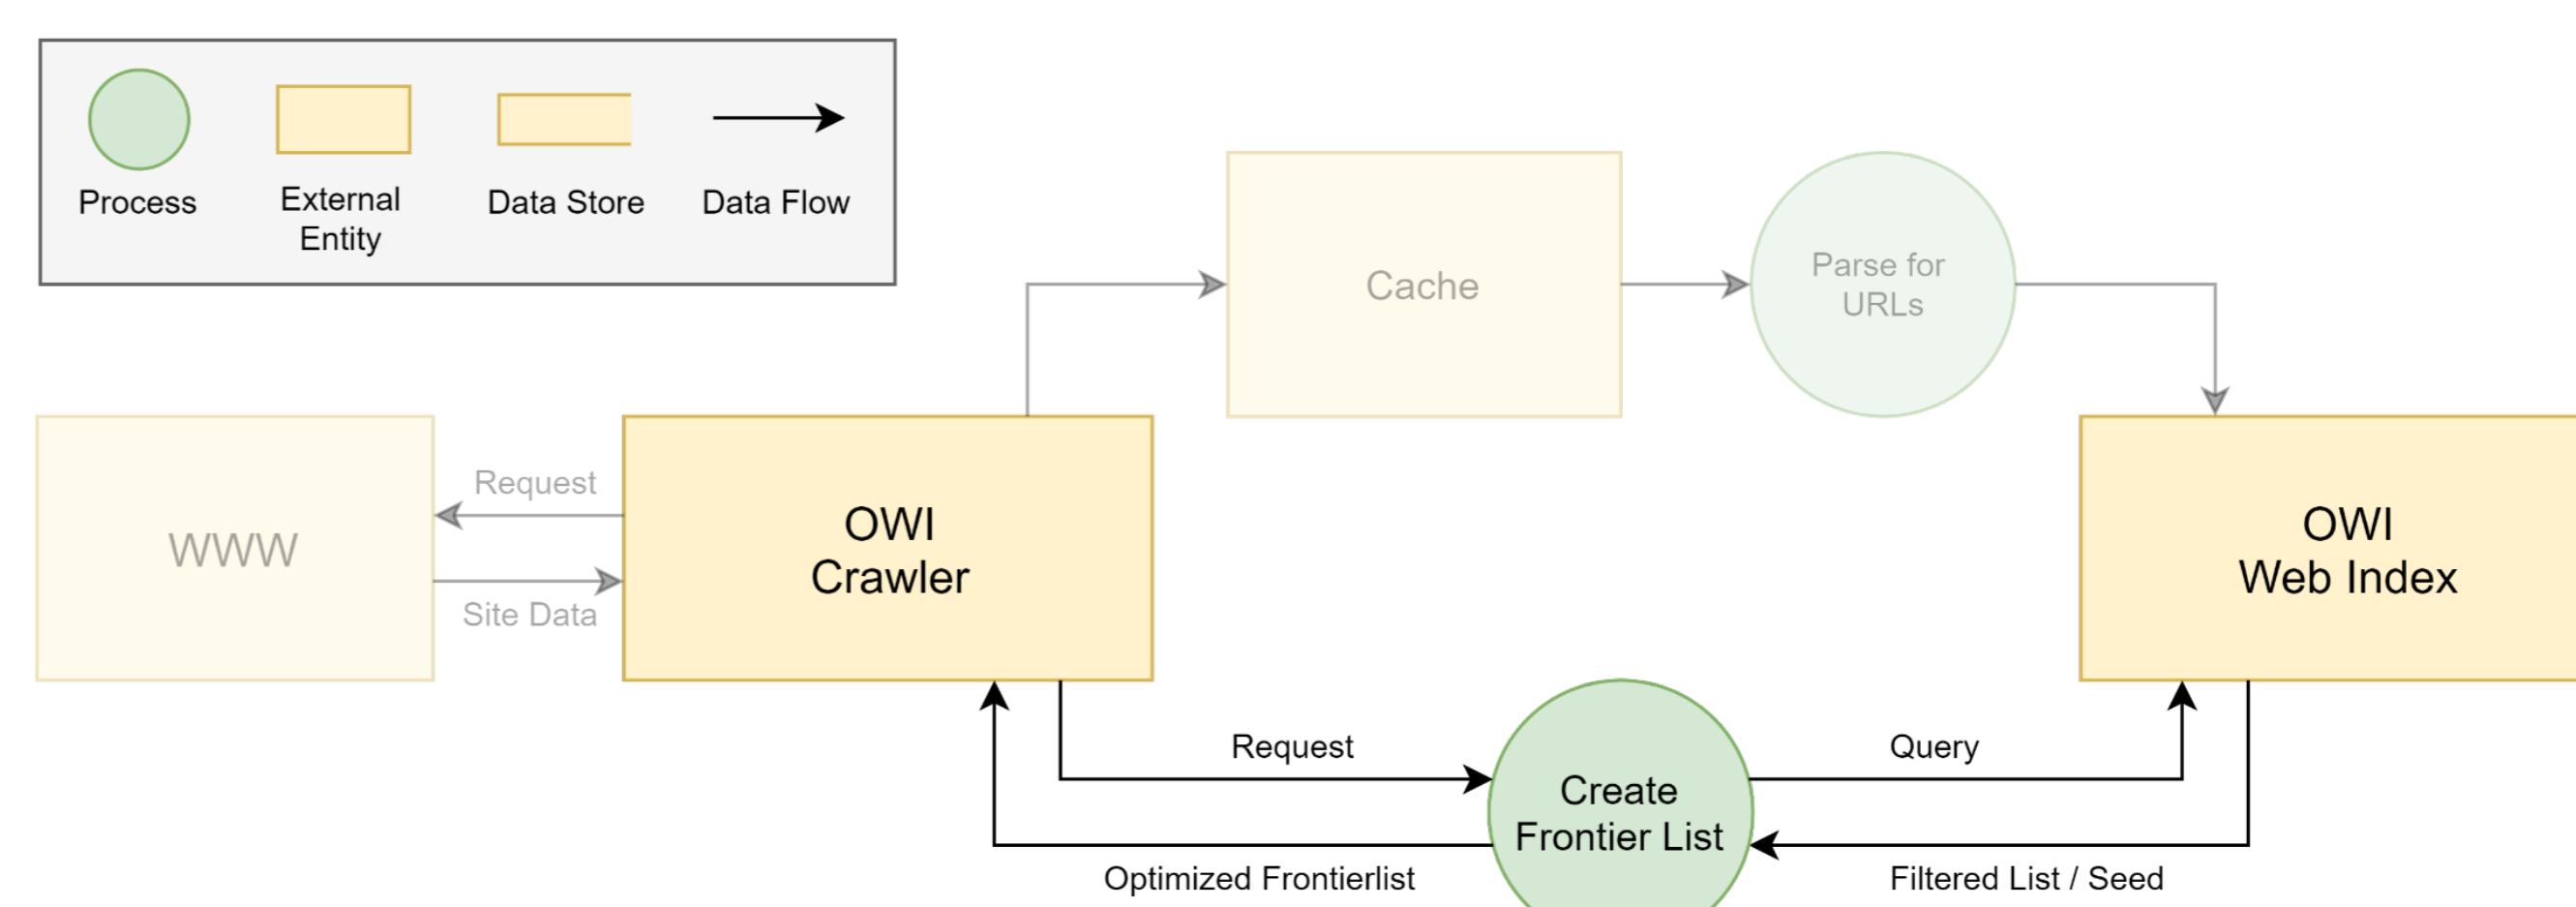 Process
External
Entity
Data Store
Data Flow
Cache
Parse for
URLs
WWW
Request
Site Data
OWI
Crawler
OWI
Web Index
Request
Query
Create
Frontier List
Optimized Frontierlist
Filtered List / Seed